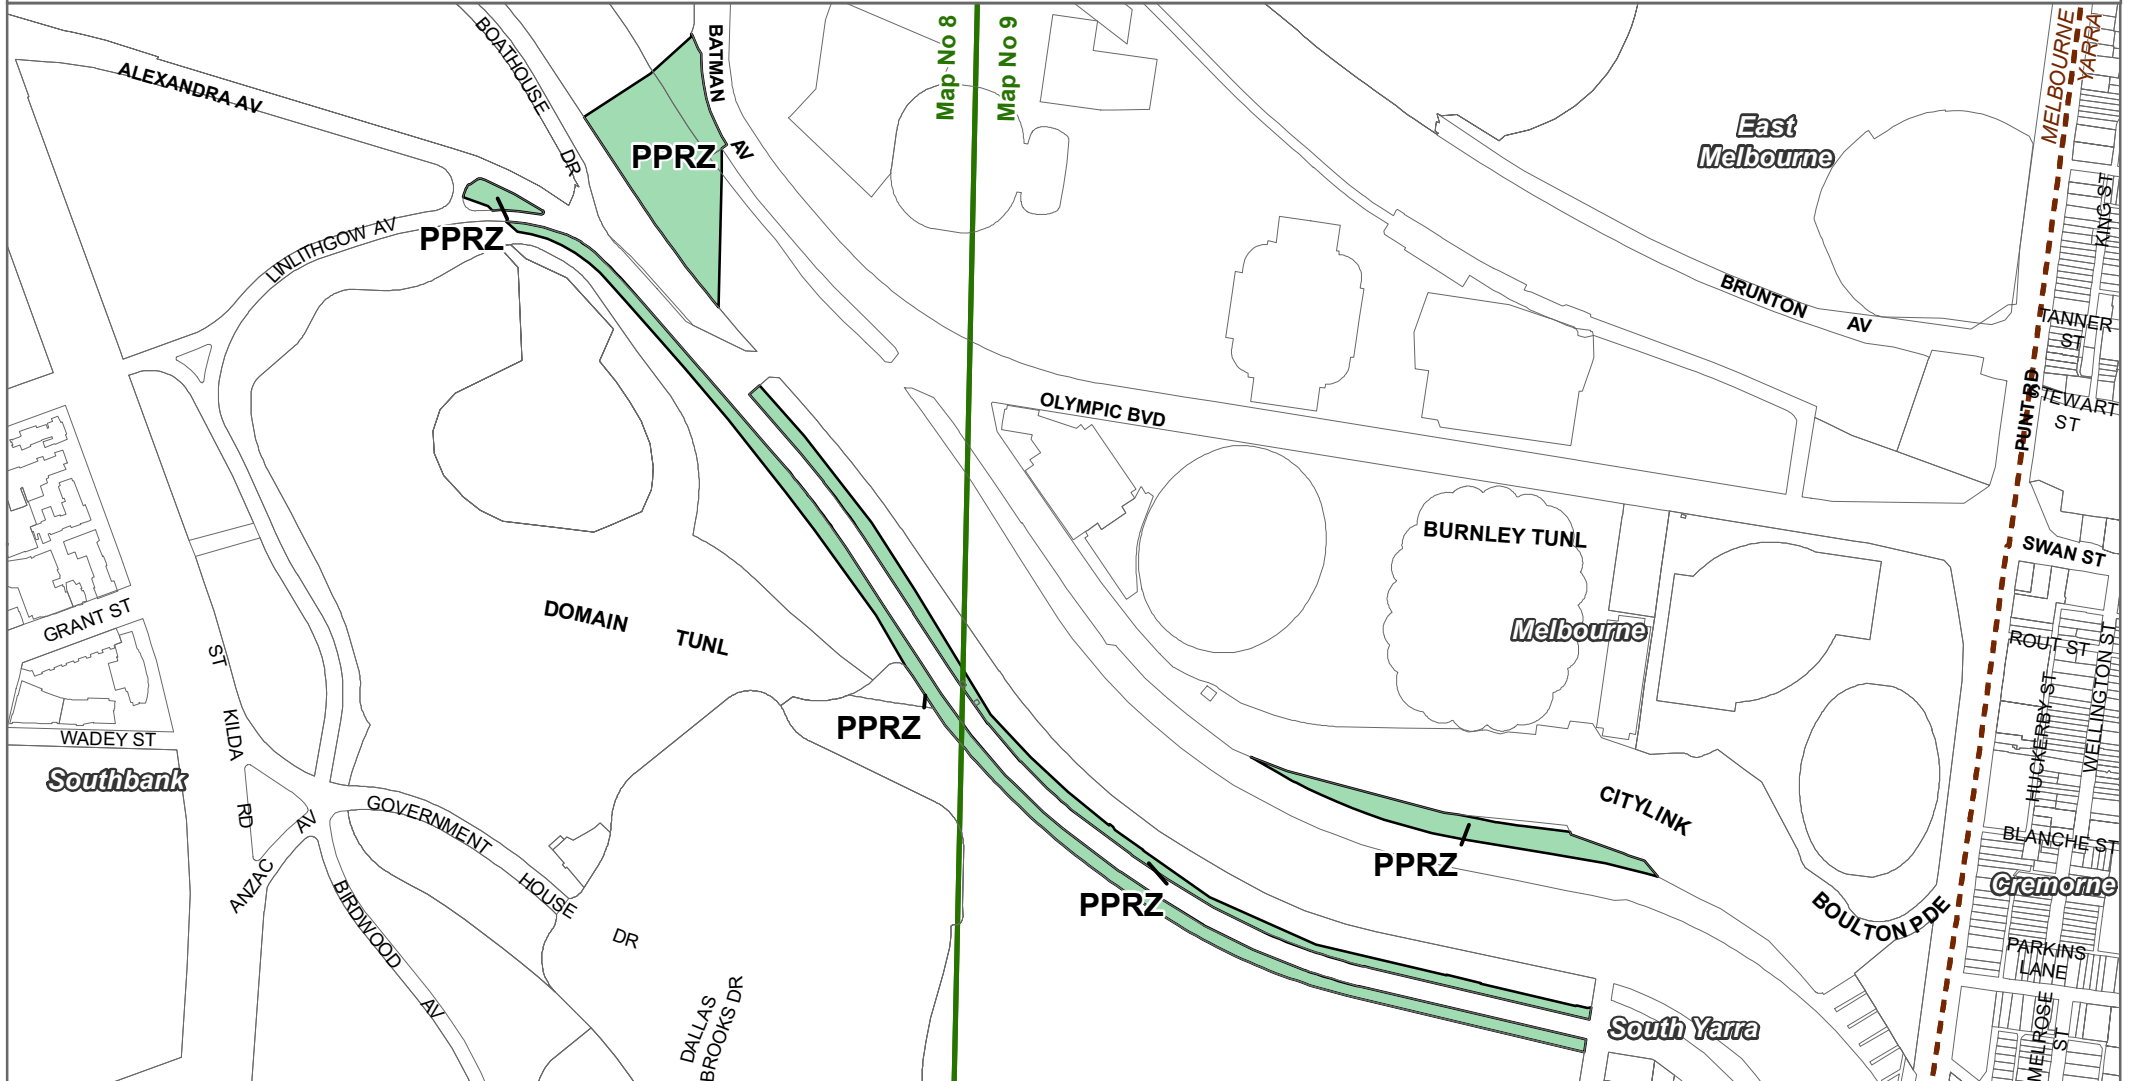 BOATHOUSE
DR
BATMAN
AV
Map No 8
Map No 9
MELBOURNE
YARRA
ALEXANDRA AV
PPRZ
East
Melbourne
KING ST
LINLITHGOW AV
PPRZ
BRUNTON AV
TANNER
ST
PUNT RD
STEWART
ST
OLYMPIC BVD
BURNLEY TUNL
SWAN ST
GRANT ST
DOMAIN TUNL
Melbourne
ROUT ST
WELLINGTON ST
HUCKERBY ST
ST
KILDA
RD
WADEY ST
PPRZ
Southbank
GOVERNMENT
HOUSE
DR
AV
ANZAC
BIRDWOOD
AV
CITYLINK
PPRZ
BLANCHE ST
Cremorne
PPRZ
BOULTON PDE
PARKINS
LANE
DALLAS
BROOKS DR
South Yarra
MELROSE
ST